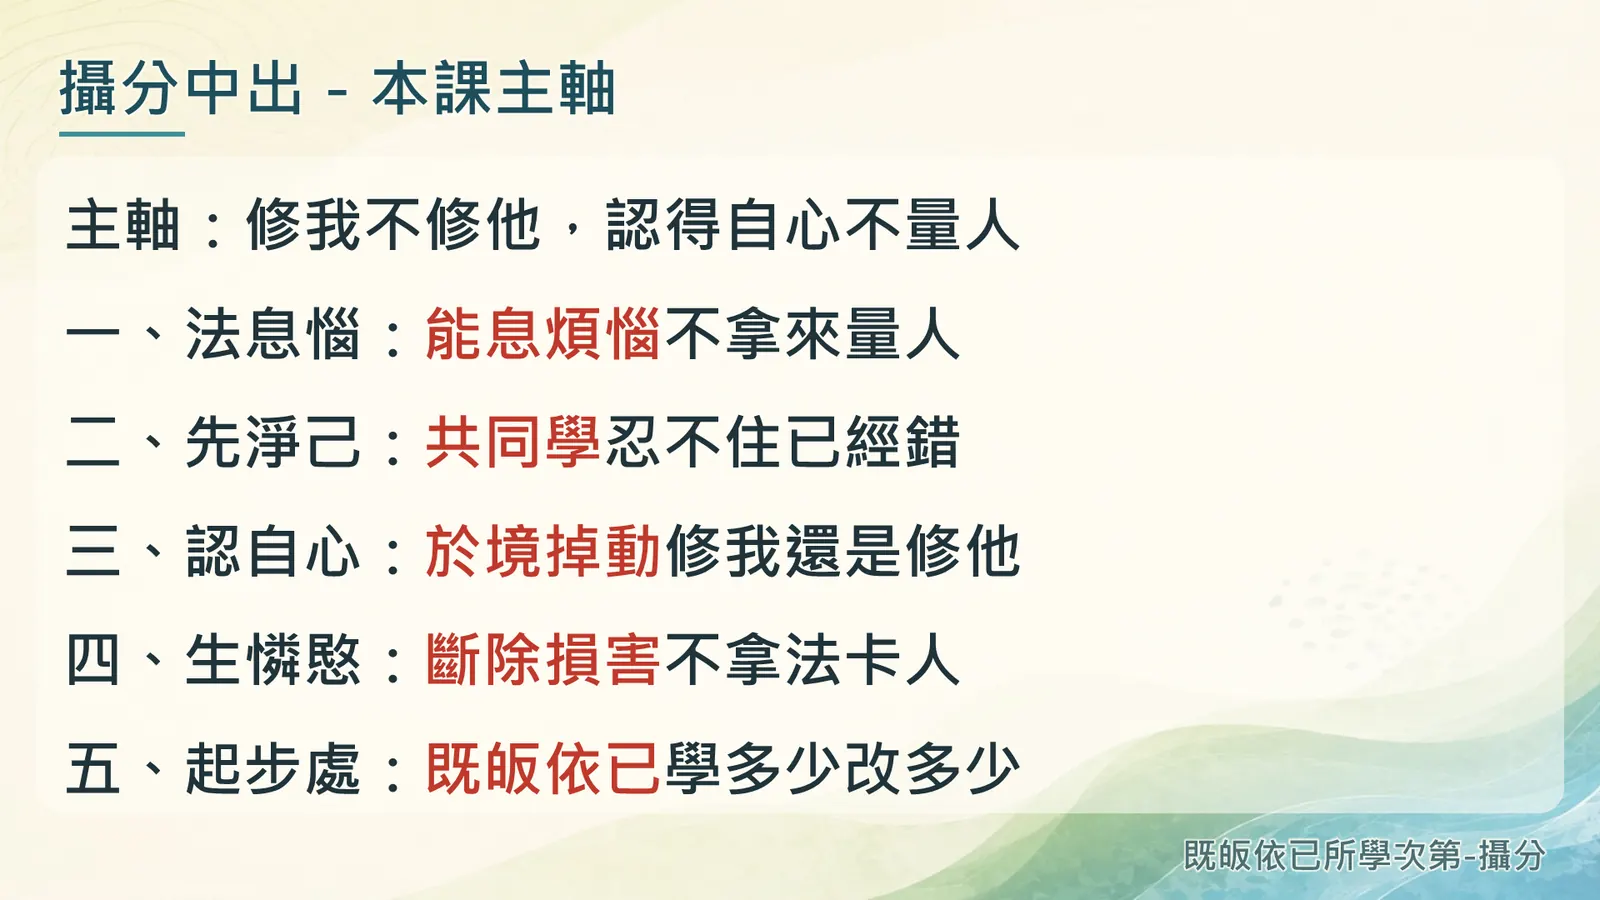 攝分中出 - 本課主軸
主軸：修我不修他，認得自心不量人
一、法息惱：能息煩惱不拿來量人
二、先淨己：共同學忍不住已經錯
三、認自心：於境掉動修我還是修他
四、生憐愍：斷除損害不拿法卡人
五、起步處：既皈依已學多少改多少
既皈依已所學次第-攝分